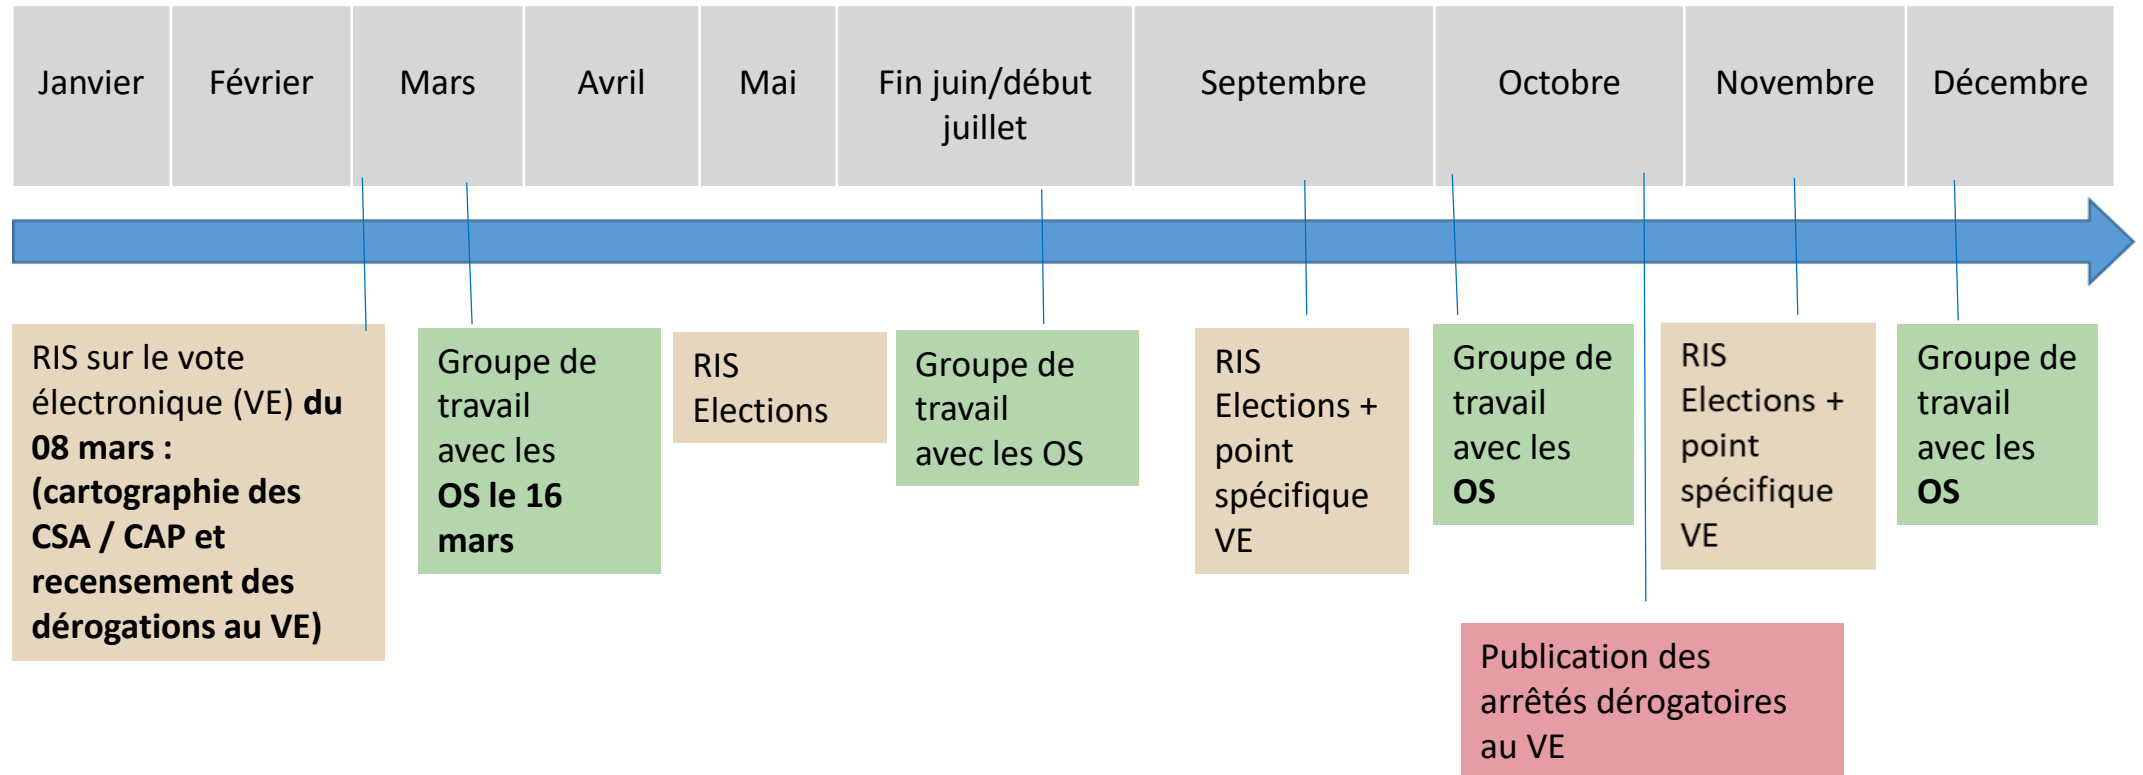 Janvier
Février
Mars
Avril
Mai
Fin juin/début
juillet
Septembre
Octobre
Novembre
Décembre
RIS sur le vote
électronique (VE) du
08 mars :
(cartographie des
CSA / CAP et
recensement des
dérogations au VE)
Groupe de
travail
avec les
OS le 16
mars
RIS
Elections
Groupe de
travail
avec les OS
RIS
Elections +
point
spécifique
VE
Groupe de
travail
avec les
OS
RIS
Elections +
point
spécifique
VE
Groupe de
travail
avec les
OS
Publication des
arrêtés dérogatoires
au VE